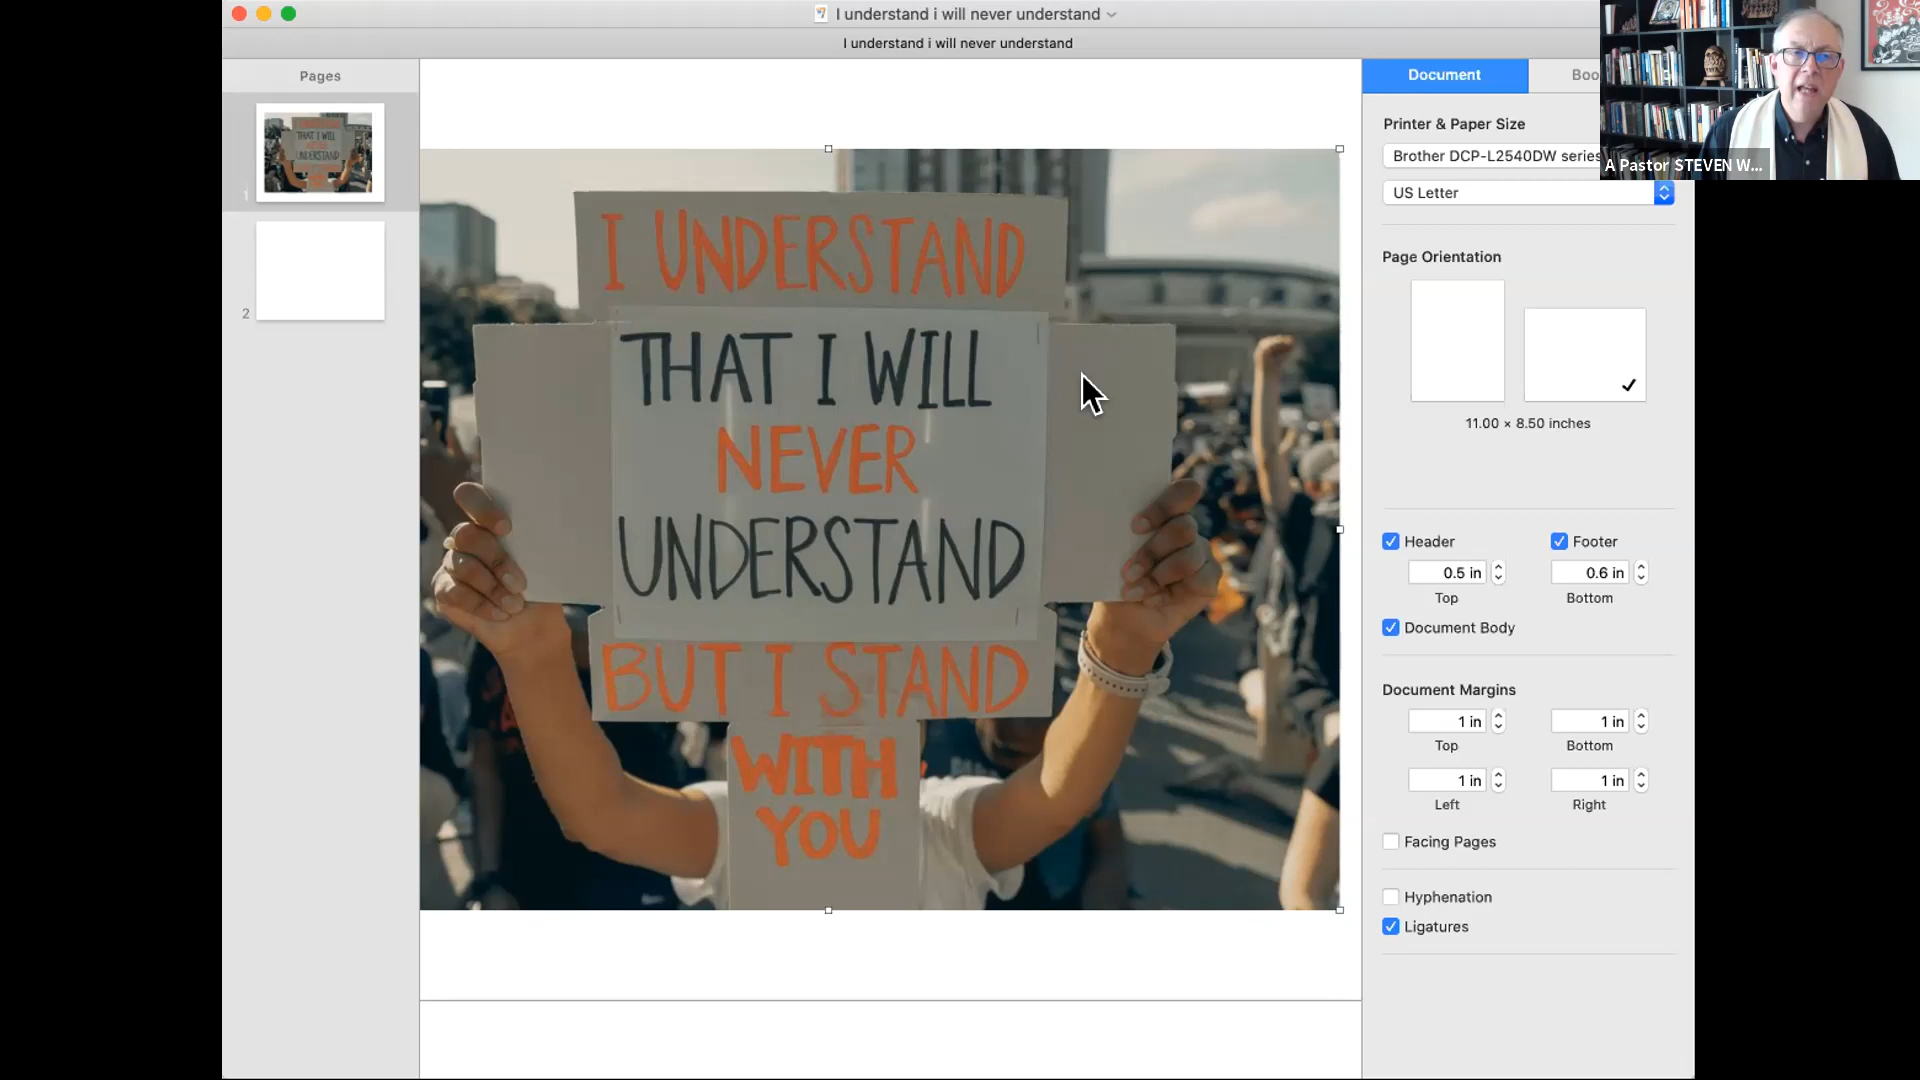 I understand i will never understand
I understand i will never understand
Pages
1
2
I UNDERSTAND
THAT I WILL
NEVER
UNDERSTAND
BUT I STAND
WITH
YOU
Document
Boo
Printer & Paper Size
Brother DCP-L2540DW series
US Letter
Page Orientation
11.00 × 8.50 inches
Header
Footer
0.5 in
0.6 in
Top
Bottom
Document Body
Document Margins
1 in
1 in
Top
Bottom
1 in
1 in
Left
Right
Facing Pages
Hyphenation
Ligatures
A Pastor STEVEN W...